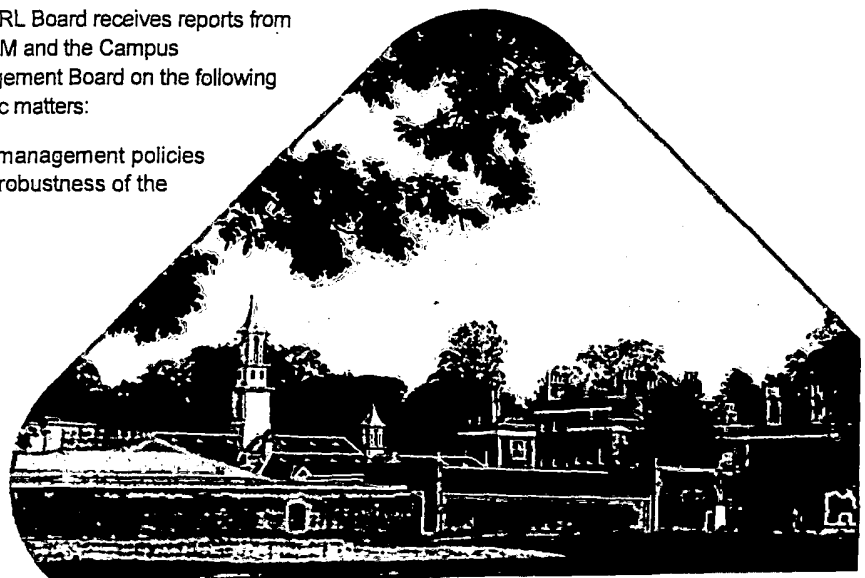 RL Board receives reports from
M and the Campus
gement Board on the following
c matters:
management policies
robustness of the